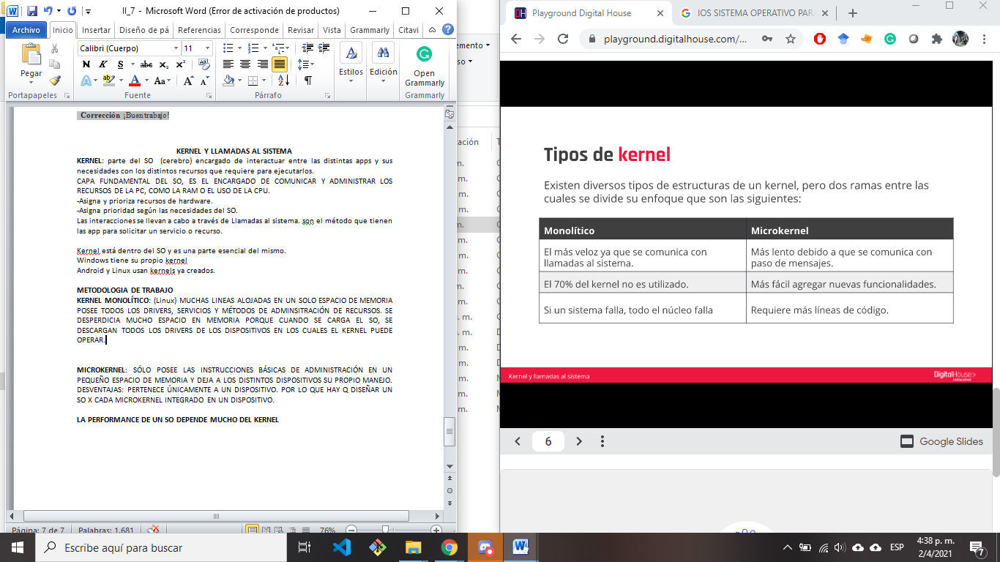 II_7 - Microsoft Word (Error de activación de productos)
Archivo Inicio Insertar Diseño de pá Referencias Corresponde Revisar Vista Grammarly Citavi
Pegar
Portapapeles
Calibri (Cuerpo) 11
N K S abc x₂ x²
A ab A Aa A A
Fuente
Párrafo
Estilos
Edición
Open
Grammarly
Grammarly
Corrección ¡Buen trabajo!
KERNEL Y LLAMADAS AL SISTEMA
KERNEL: parte del SO (cerebro) encargado de interactuar entre las distintas apps y sus
necesidades con los distintos recursos que requiere para ejecutarlos.
CAPA FUNDAMENTAL DEL SO, ES EL ENCARGADO DE COMUNICAR Y ADMINISTRAR LOS
RECURSOS DE LA PC, COMO LA RAM O EL USO DE LA CPU.
-Asigna y prioriza recursos de hardware.
-Asigna prioridad según las necesidades del SO.
Las interacciones se llevan a cabo a través de Llamadas al sistema. son el método que tienen
las app para solicitar un servicio o recurso.
Kernel está dentro del SO y es una parte esencial del mismo.
Windows tiene su propio kernel
Android y Linux usan kernels ya creados.
METODOLOGIA DE TRABAJO
KERNEL MONOLÍTICO: (Linux) MUCHAS LINEAS ALOJADAS EN UN SOLO ESPACIO DE MEMORIA
POSEE TODOS LOS DRIVERS, SERVICIOS Y MÉTODOS DE ADMINSITRACIÓN DE RECURSOS. SE
DESPERDICIA MUCHO ESPACIO EN MEMORIA PORQUE CUANDO SE CARGA EL SO, SE
DESCARGAN TODOS LOS DRIVERS DE LOS DISPOSITIVOS EN LOS CUALES EL KERNEL PUEDE
OPERAR.
MICROKERNEL: SÓLO POSEE LAS INSTRUCCIONES BÁSICAS DE ADMINISTRACIÓN EN UN
PEQUEÑO ESPACIO DE MEMORIA Y DEJA A LOS DISTINTOS DISPOSITIVOS SU PROPIO MANEJO.
DESVENTAJAS: PERTENECE ÚNICAMENTE A UN DISPOSITIVO. POR LO QUE HAY Q DISEÑAR UN
SO X CADA MICROKERNEL INTEGRADO EN UN DISPOSITIVO.
LA PERFORMANCE DE UN SO DEPENDE MUCHO DEL KERNEL
Página: 7 de 7 Palabras: 1.681 76%
Playground Digital House
IOS SISTEMA OPERATIVO PAR
playground.digitalhouse.com/...
Tipos de kernel
Existen diversos tipos de estructuras de un kernel, pero dos ramas entre las
cuales se divide su enfoque que son las siguientes:
Monolítico Microkernel
El más veloz ya que se comunica con
llamadas al sistema.
Más lento debido a que se comunica con
paso de mensajes.
El 70% del kernel no es utilizado. Más fácil agregar nuevas funcionalidades.
Si un sistema falla, todo el núcleo falla Requiere más líneas de código.
Kernel y llamadas al sistema
DigitalHouse>
6
Google Slides
Escribe aquí para buscar
ESP
4:38 p. m.
2/4/2021
7